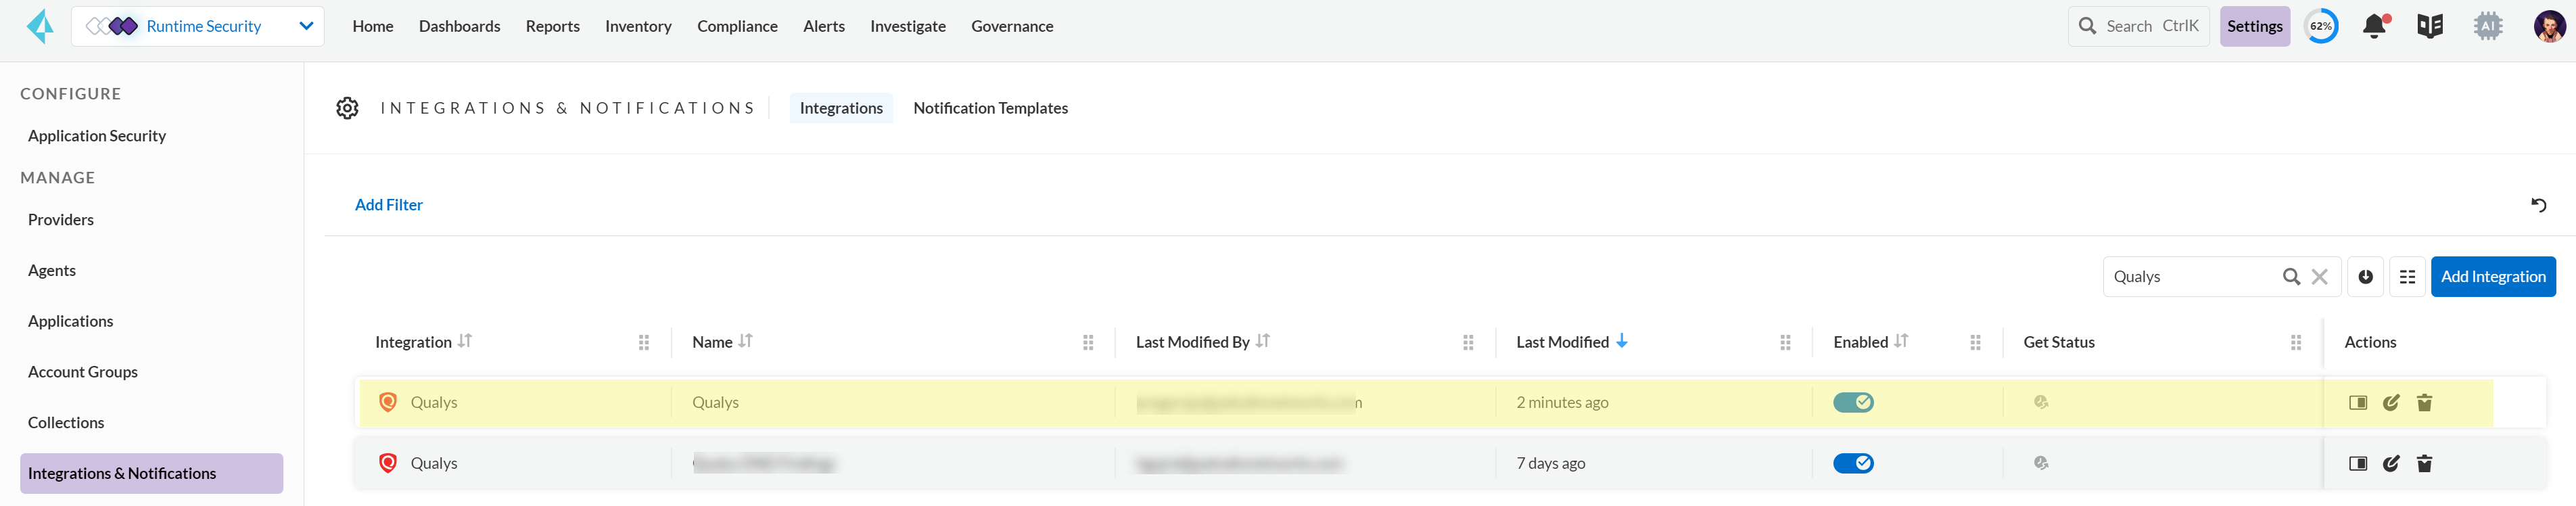 Runtime Security Home Dashboards Reports Inventory Compliance Alerts Investigate Governance Search CtrlK Settings 62% AI
CONFIGURE
Application Security
MANAGE
Providers
Agents
Applications
Account Groups
Collections
Integrations & Notifications
INTEGRATIONS & NOTIFICATIONS Integrations Notification Templates
Add Filter
Qualys Add Integration
Integration Name Last Modified By Last Modified Enabled Get Status Actions
Qualys Qualys 2 minutes ago
Qualys 7 days ago